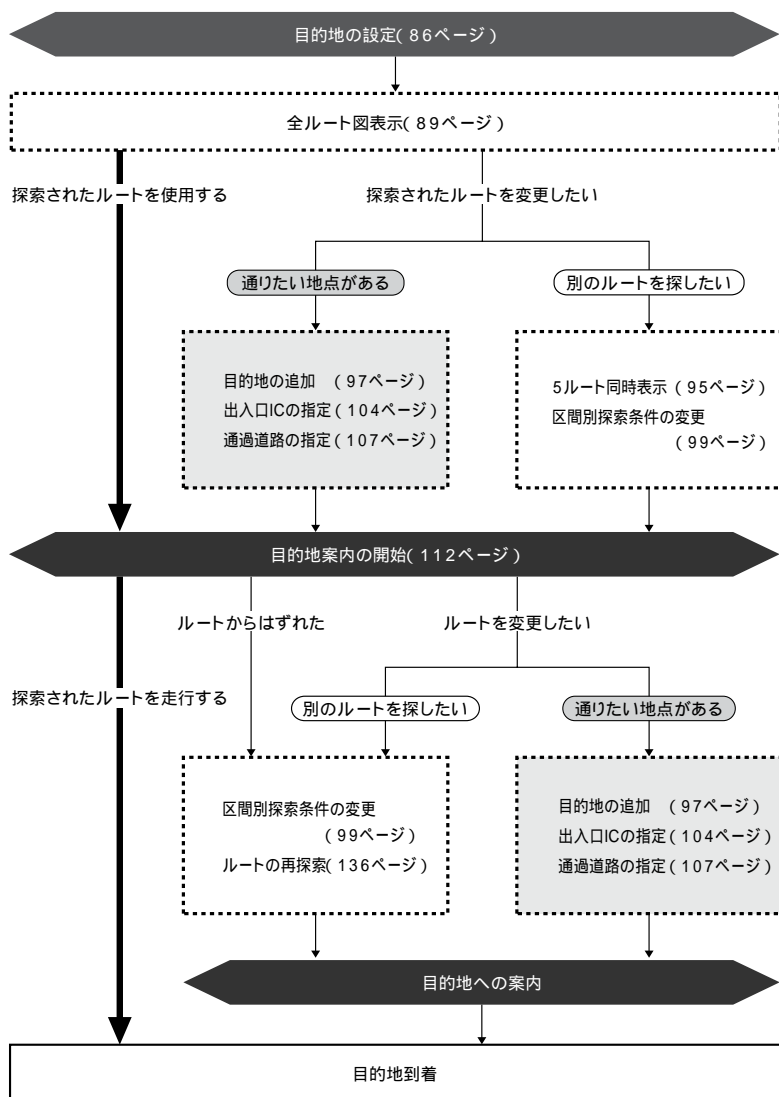 目的地の設定(86ページ)
全ルート図表示(89ページ)
探索されたルートを使用する
探索されたルートを変更したい
通りたい地点がある
別のルートを探したい
目的地の追加 (97ページ)
出入口ICの指定(104ページ)
通過道路の指定(107ページ)
5ルート同時表示(95ページ)
区間別探索条件の変更
(99ページ)
目的地案内の開始(112ページ)
ルートからはずれた
ルートを変更したい
探索されたルートを走行する
別のルートを探したい
通りたい地点がある
区間別探索条件の変更
(99ページ)
ルートの再探索(136ページ)
目的地の追加 (97ページ)
出入口ICの指定(104ページ)
通過道路の指定(107ページ)
目的地への案内
目的地到着